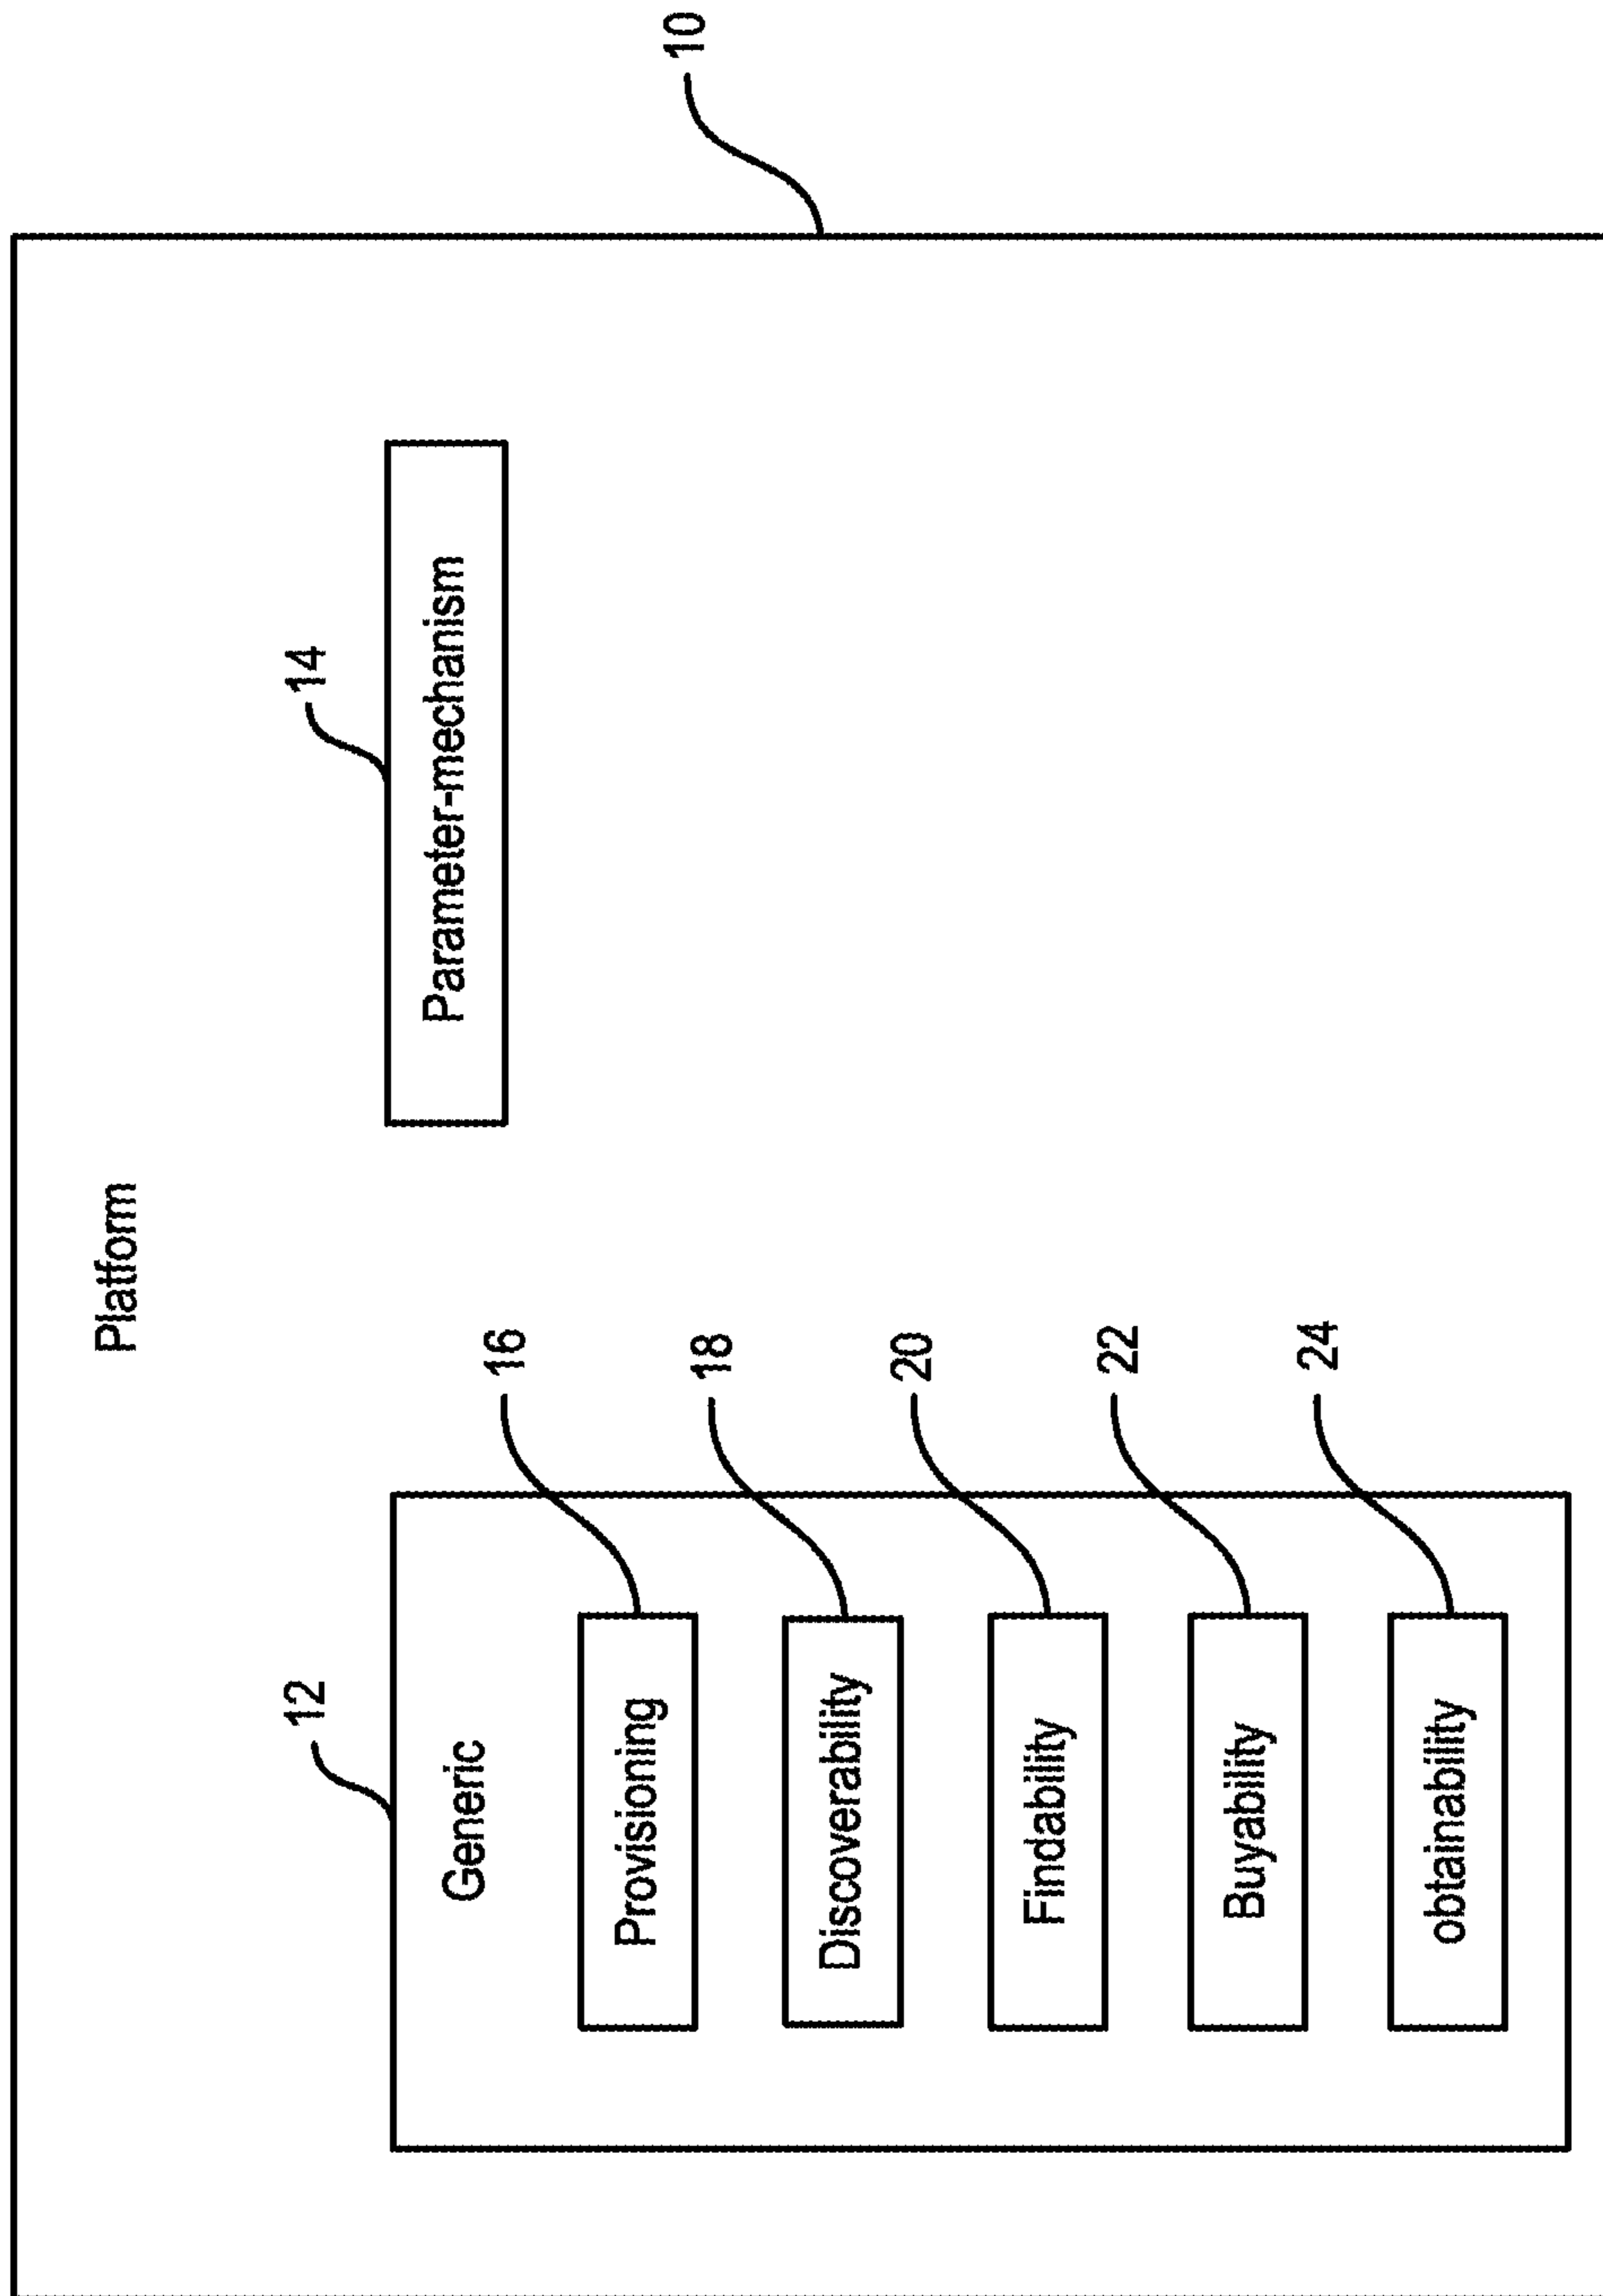 Platform
10
12
14
Generic
Parameter-mechanism
16
Provisioning
18
Discoverability
20
Findability
22
Buyability
24
obtainability